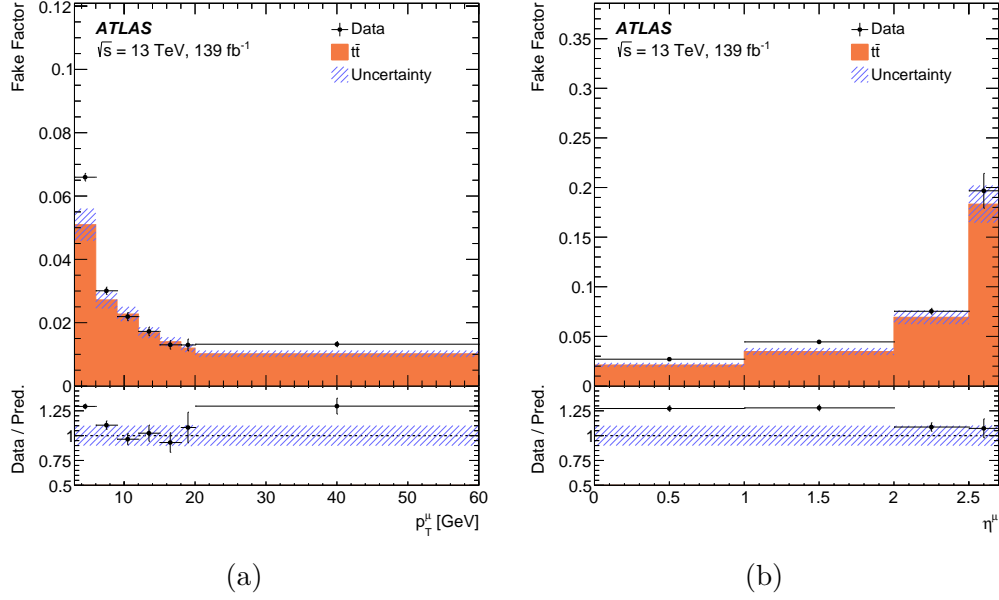 Fake Factor
0.12
0.1
0.08
0.06
0.04
0.02
0
ATLAS
√s = 13 TeV, 139 fb⁻¹
Data
tt̄
Uncertainty
Data / Pred.
1.25
1
0.75
0.5
10 20 30 40 50 60
p_T^μ [GeV]
(a)
Fake Factor
0.35
0.3
0.25
0.2
0.15
0.1
0.05
0
ATLAS
√s = 13 TeV, 139 fb⁻¹
Data
tt̄
Uncertainty
Data / Pred.
1.25
1
0.75
0.5
0 0.5 1 1.5 2 2.5
η^μ
(b)